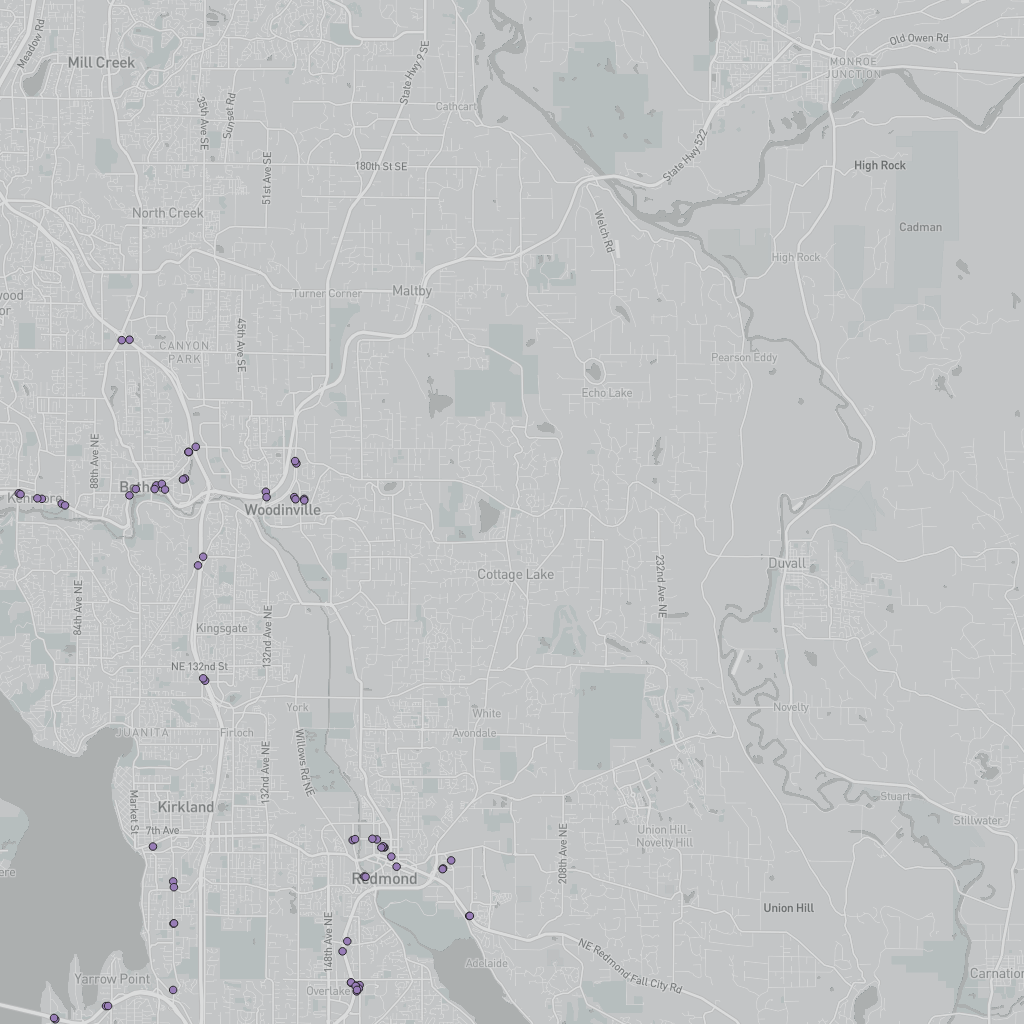 Meadow Rd
Mill Creek
State Hwy 9 SE
Old Owen Rd
MONROE
JUNCTION
35th Ave SE
Sunset Rd
Cathcart
State Hwy 522
180th St SE
51st Ave SE
High Rock
North Creek
Welch Rd
Cadman
High Rock
Turner Corner
Maltby
45th Ave SE
CANYON
PARK
Pearson Eddy
Echo Lake
88th Ave NE
Kenmore
Woodinville
Cottage Lake
232nd Ave NE
Duvall
84th Ave NE
Kingsgate
132nd Ave NE
NE 132nd St
York
White
Novelty
JUANITA
Firloch
Avondale
132nd Ave NE
Willows Rd NE
Market St
Kirkland
7th Ave
Stuart
Stillwater
Union Hill-
Novelty Hill
208th Ave NE
Redmond
Union Hill
148th Ave NE
NE Redmond Fall City Rd
Adelaide
Yarrow Point
Overlake
Carnation